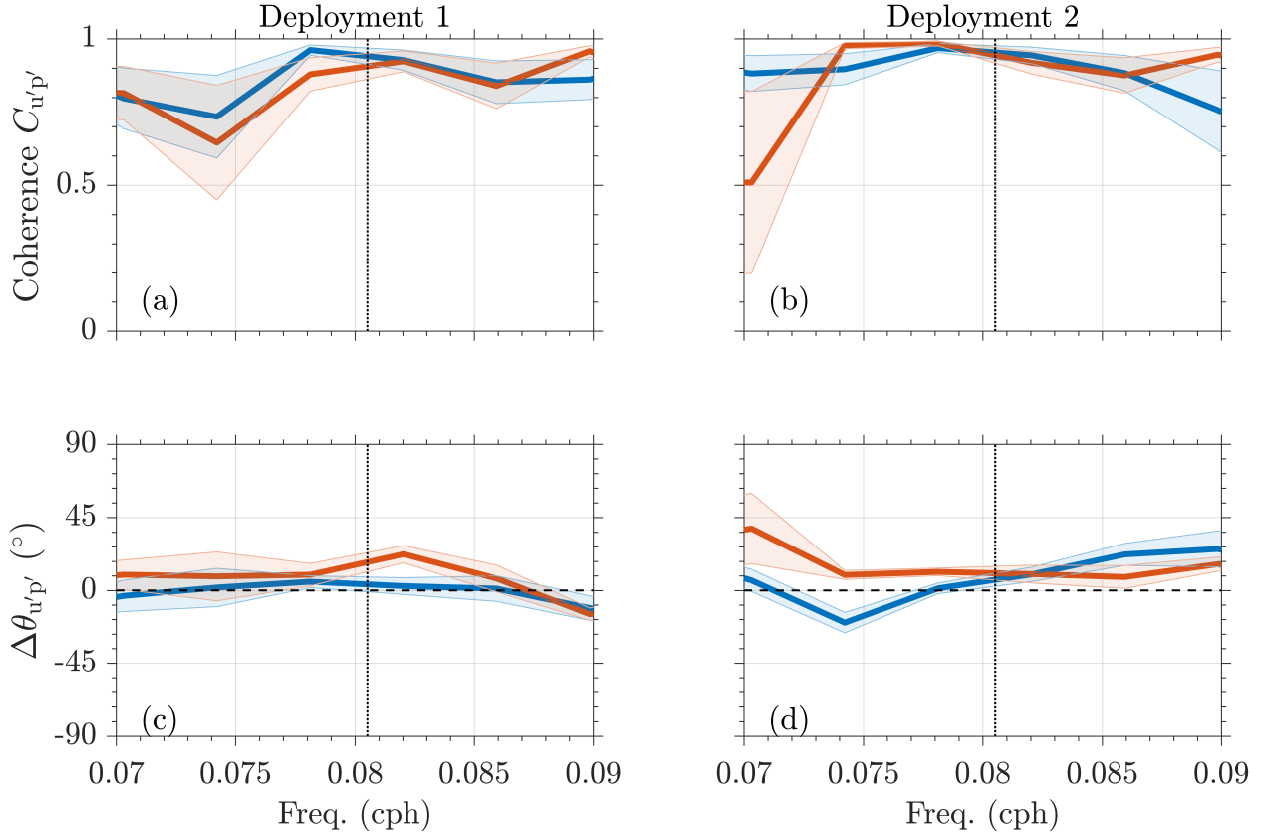 Deployment 1
Deployment 2
Coherence C_{u'p'}
1
0.5
0
(a)
(b)
Δθ_{u'p'} (°)
90
45
0
-45
-90
(c)
(d)
0.07 0.075 0.08 0.085 0.09
0.07 0.075 0.08 0.085 0.09
Freq. (cph)
Freq. (cph)